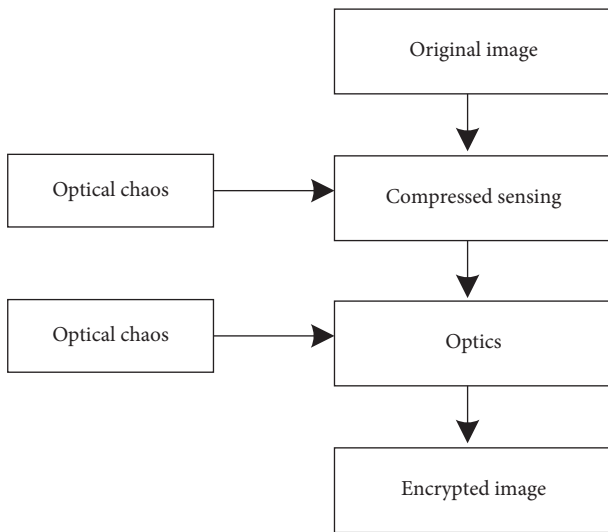 Original image
Optical chaos
Compressed sensing
Optical chaos
Optics
Encrypted image